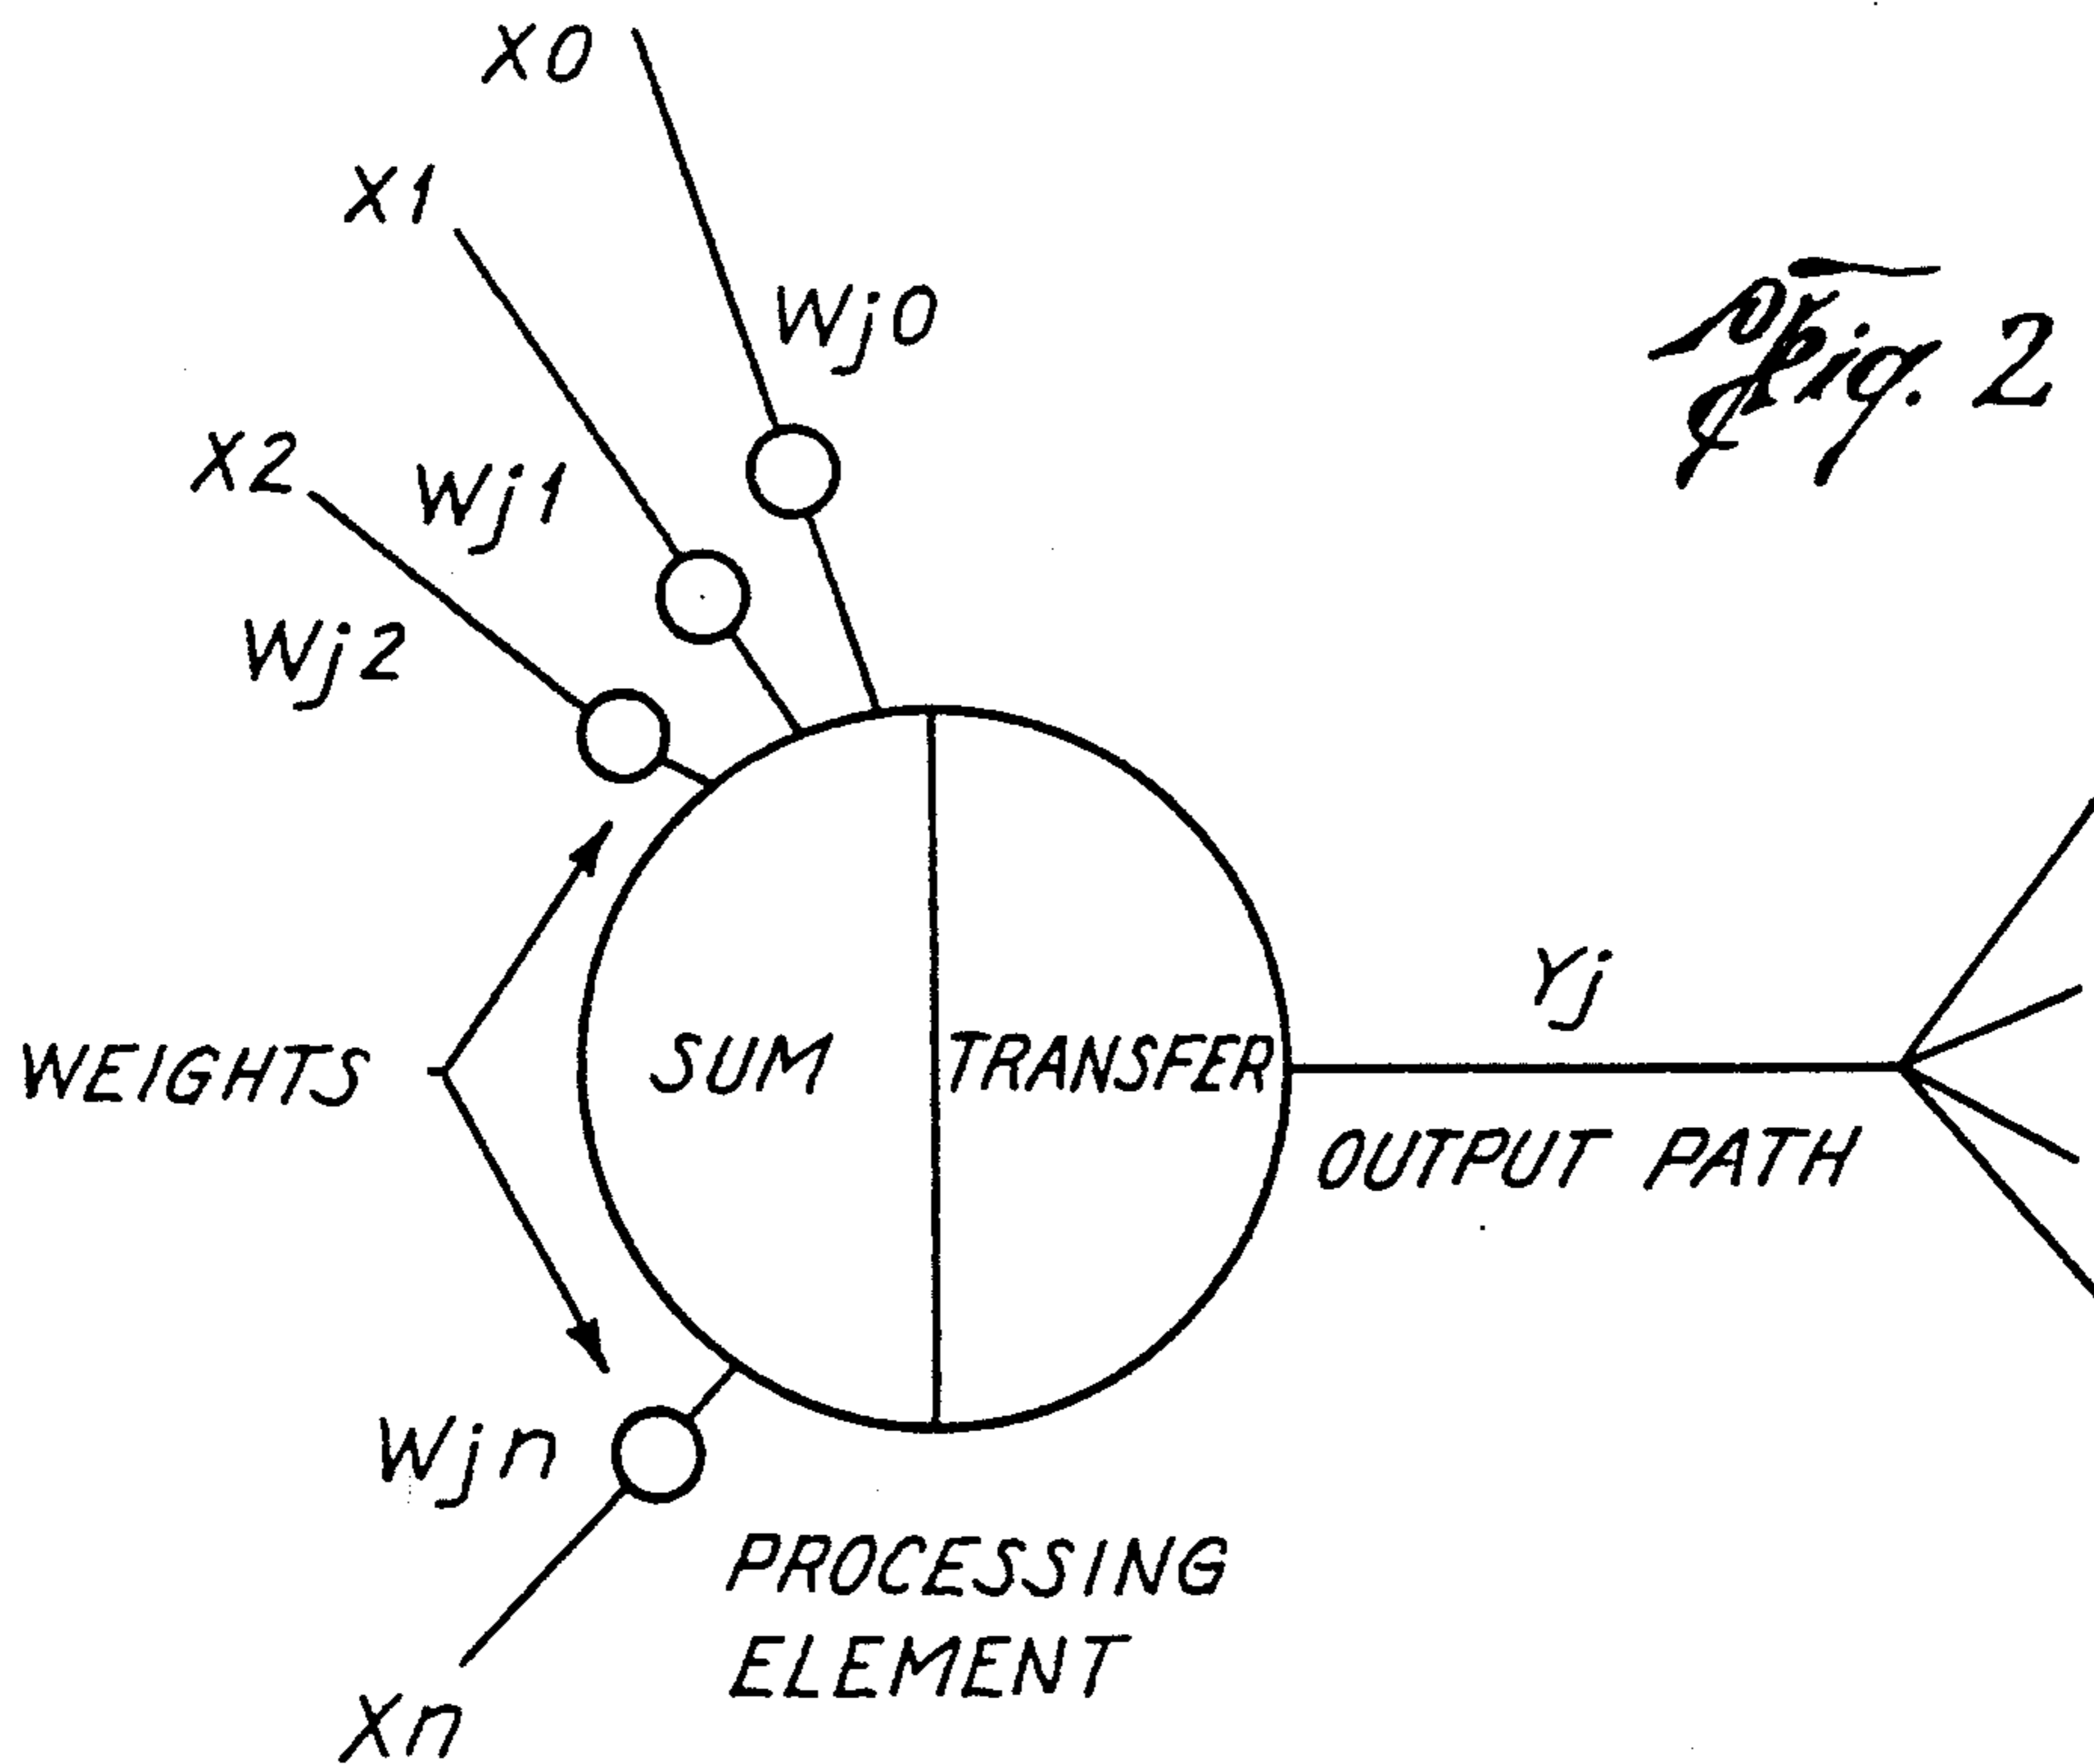 X0
X1
Wj0
Fig. 2
X2
Wj1
Wj2
Yj
WEIGHTS
SUM
TRANSFER
OUTPUT PATH
Wjn
PROCESSING
ELEMENT
Xn